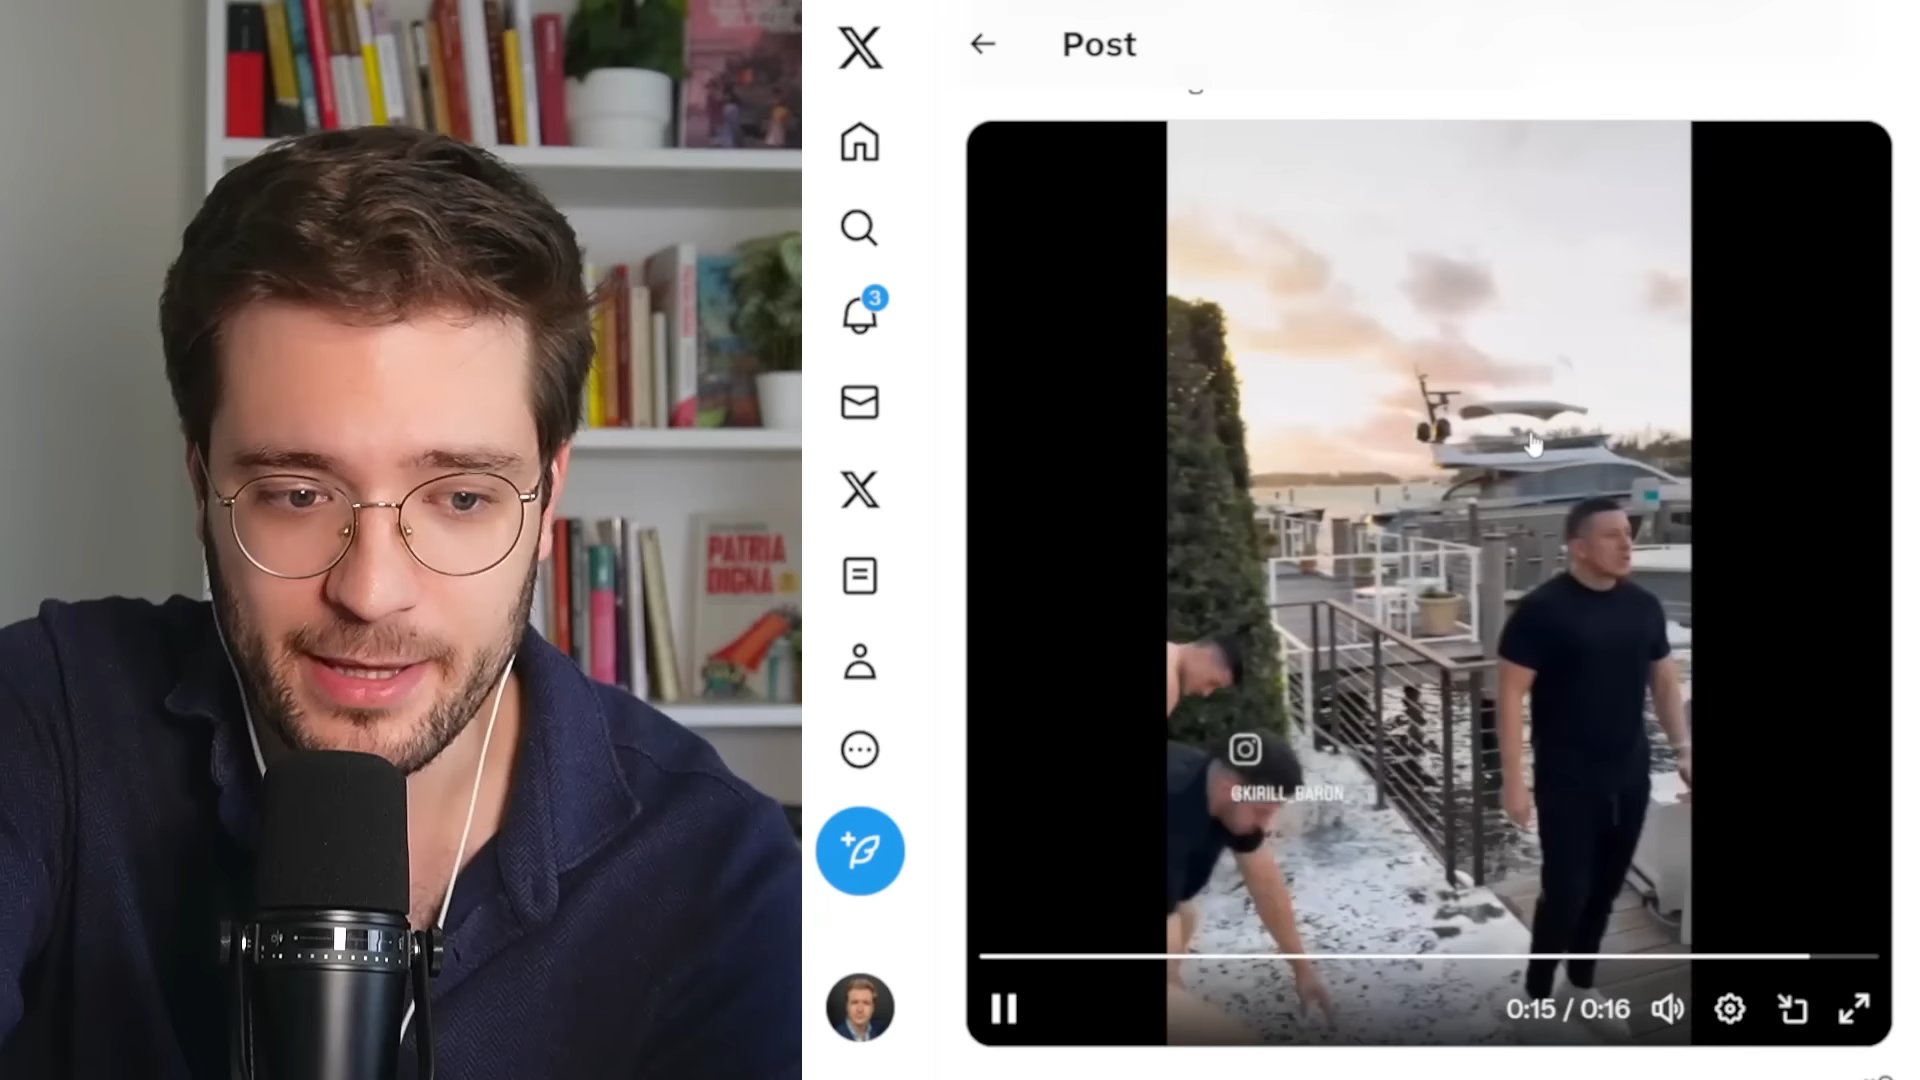 Post
3
PATRIA
DIGNA
@KIRILL_BARON
0:15 / 0:16